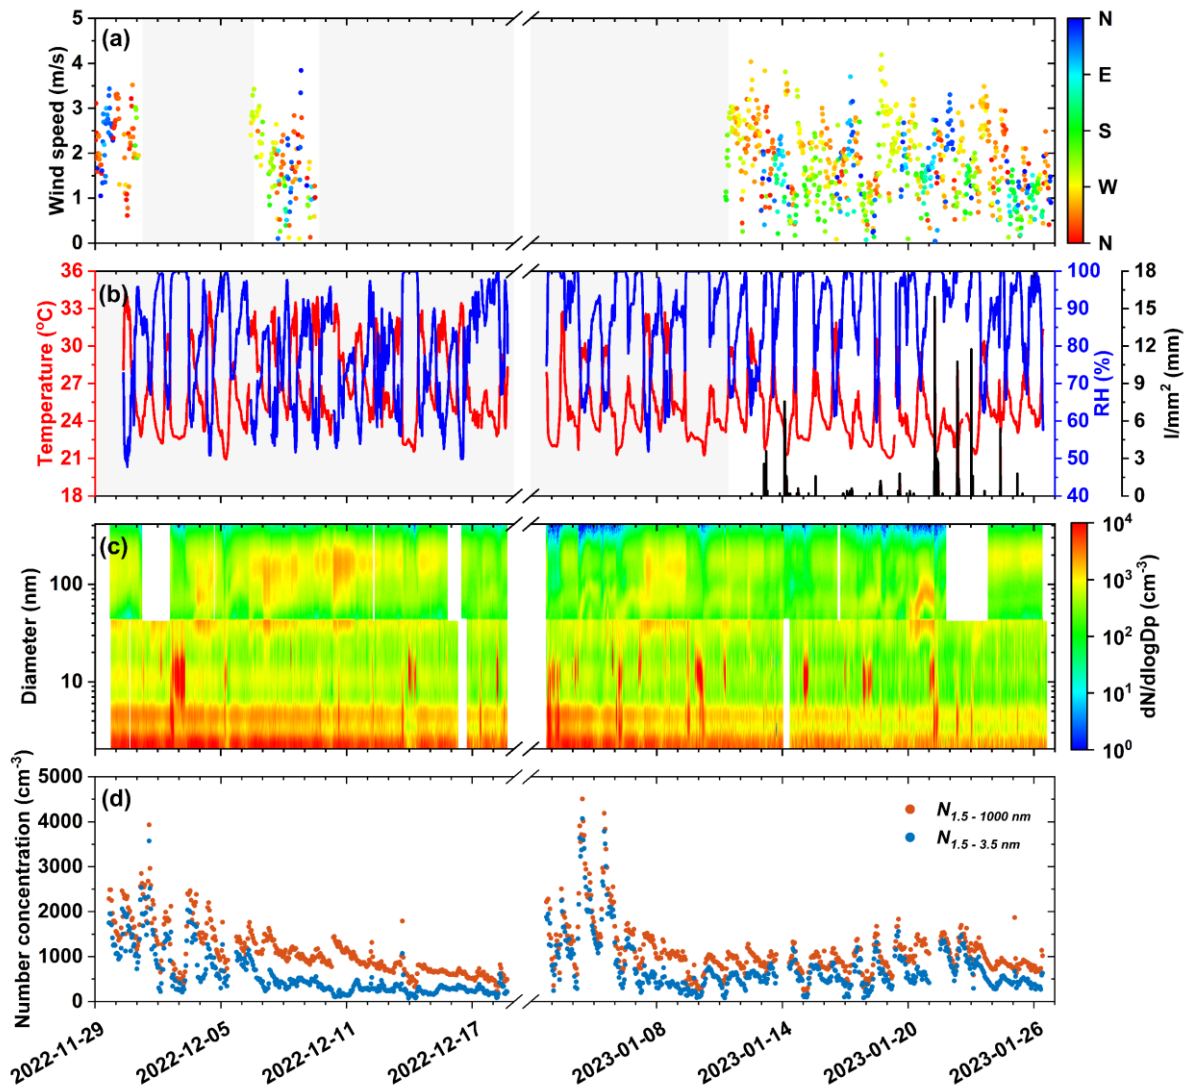 (a)
Wind speed (m/s)
5
4
3
2
1
0
N
E
S
W
N
(b)
Temperature (°C)
36
33
30
27
24
21
18
100
90
80
70
60
50
40
RH (%)
18
15
12
9
6
3
0
l/mm² (mm)
(c)
Diameter (nm)
100
10
10⁴
10³
10²
10¹
10⁰
dN/dlogDp (cm⁻³)
(d)
Number concentration (cm⁻³)
5000
4000
3000
2000
1000
0
N1.5 - 1000 nm
N1.5 - 3.5 nm
2022-11-29
2022-12-05
2022-12-11
2022-12-17
2023-01-08
2023-01-14
2023-01-20
2023-01-26